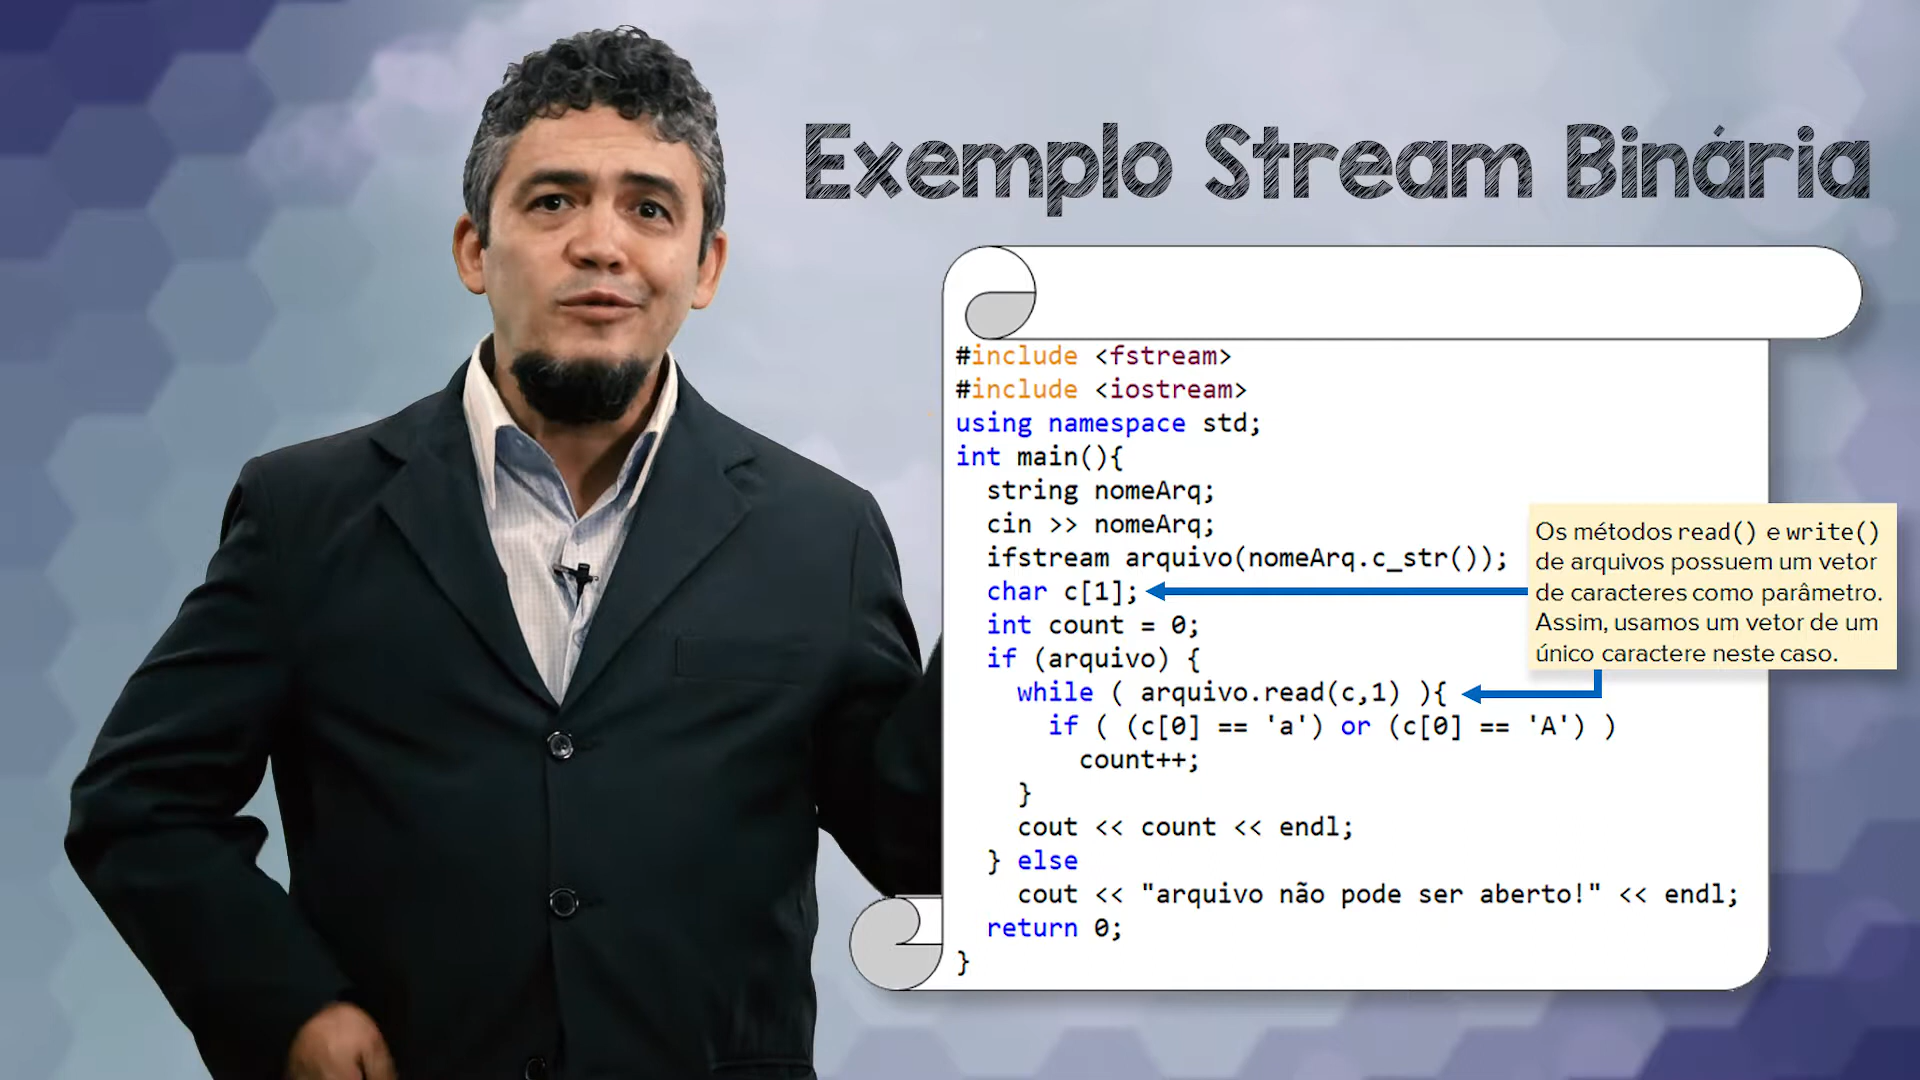 Exemplo Stream Binária
#include <fstream>
#include <iostream>
using namespace std;
int main(){
string nomeArq;
cin >> nomeArq;
ifstream arquivo(nomeArq.c_str());
char c[1];
int count = 0;
if (arquivo) {
while ( arquivo.read(c,1) ){
if ( (c[0] == 'a') or (c[0] == 'A') )
count++;
}
cout << count << endl;
} else
cout << "arquivo não pode ser aberto!" << endl;
return 0;
}
Os métodos read() e write()
de arquivos possuem um vetor
de caracteres como parâmetro.
Assim, usamos um vetor de um
único caractere neste caso.